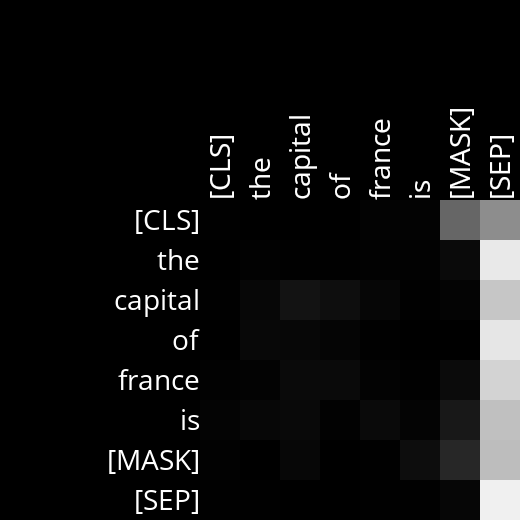 [CLS] the capital of france is [MASK] [SEP]
[CLS]
the
capital
of
france
is
[MASK]
[SEP]